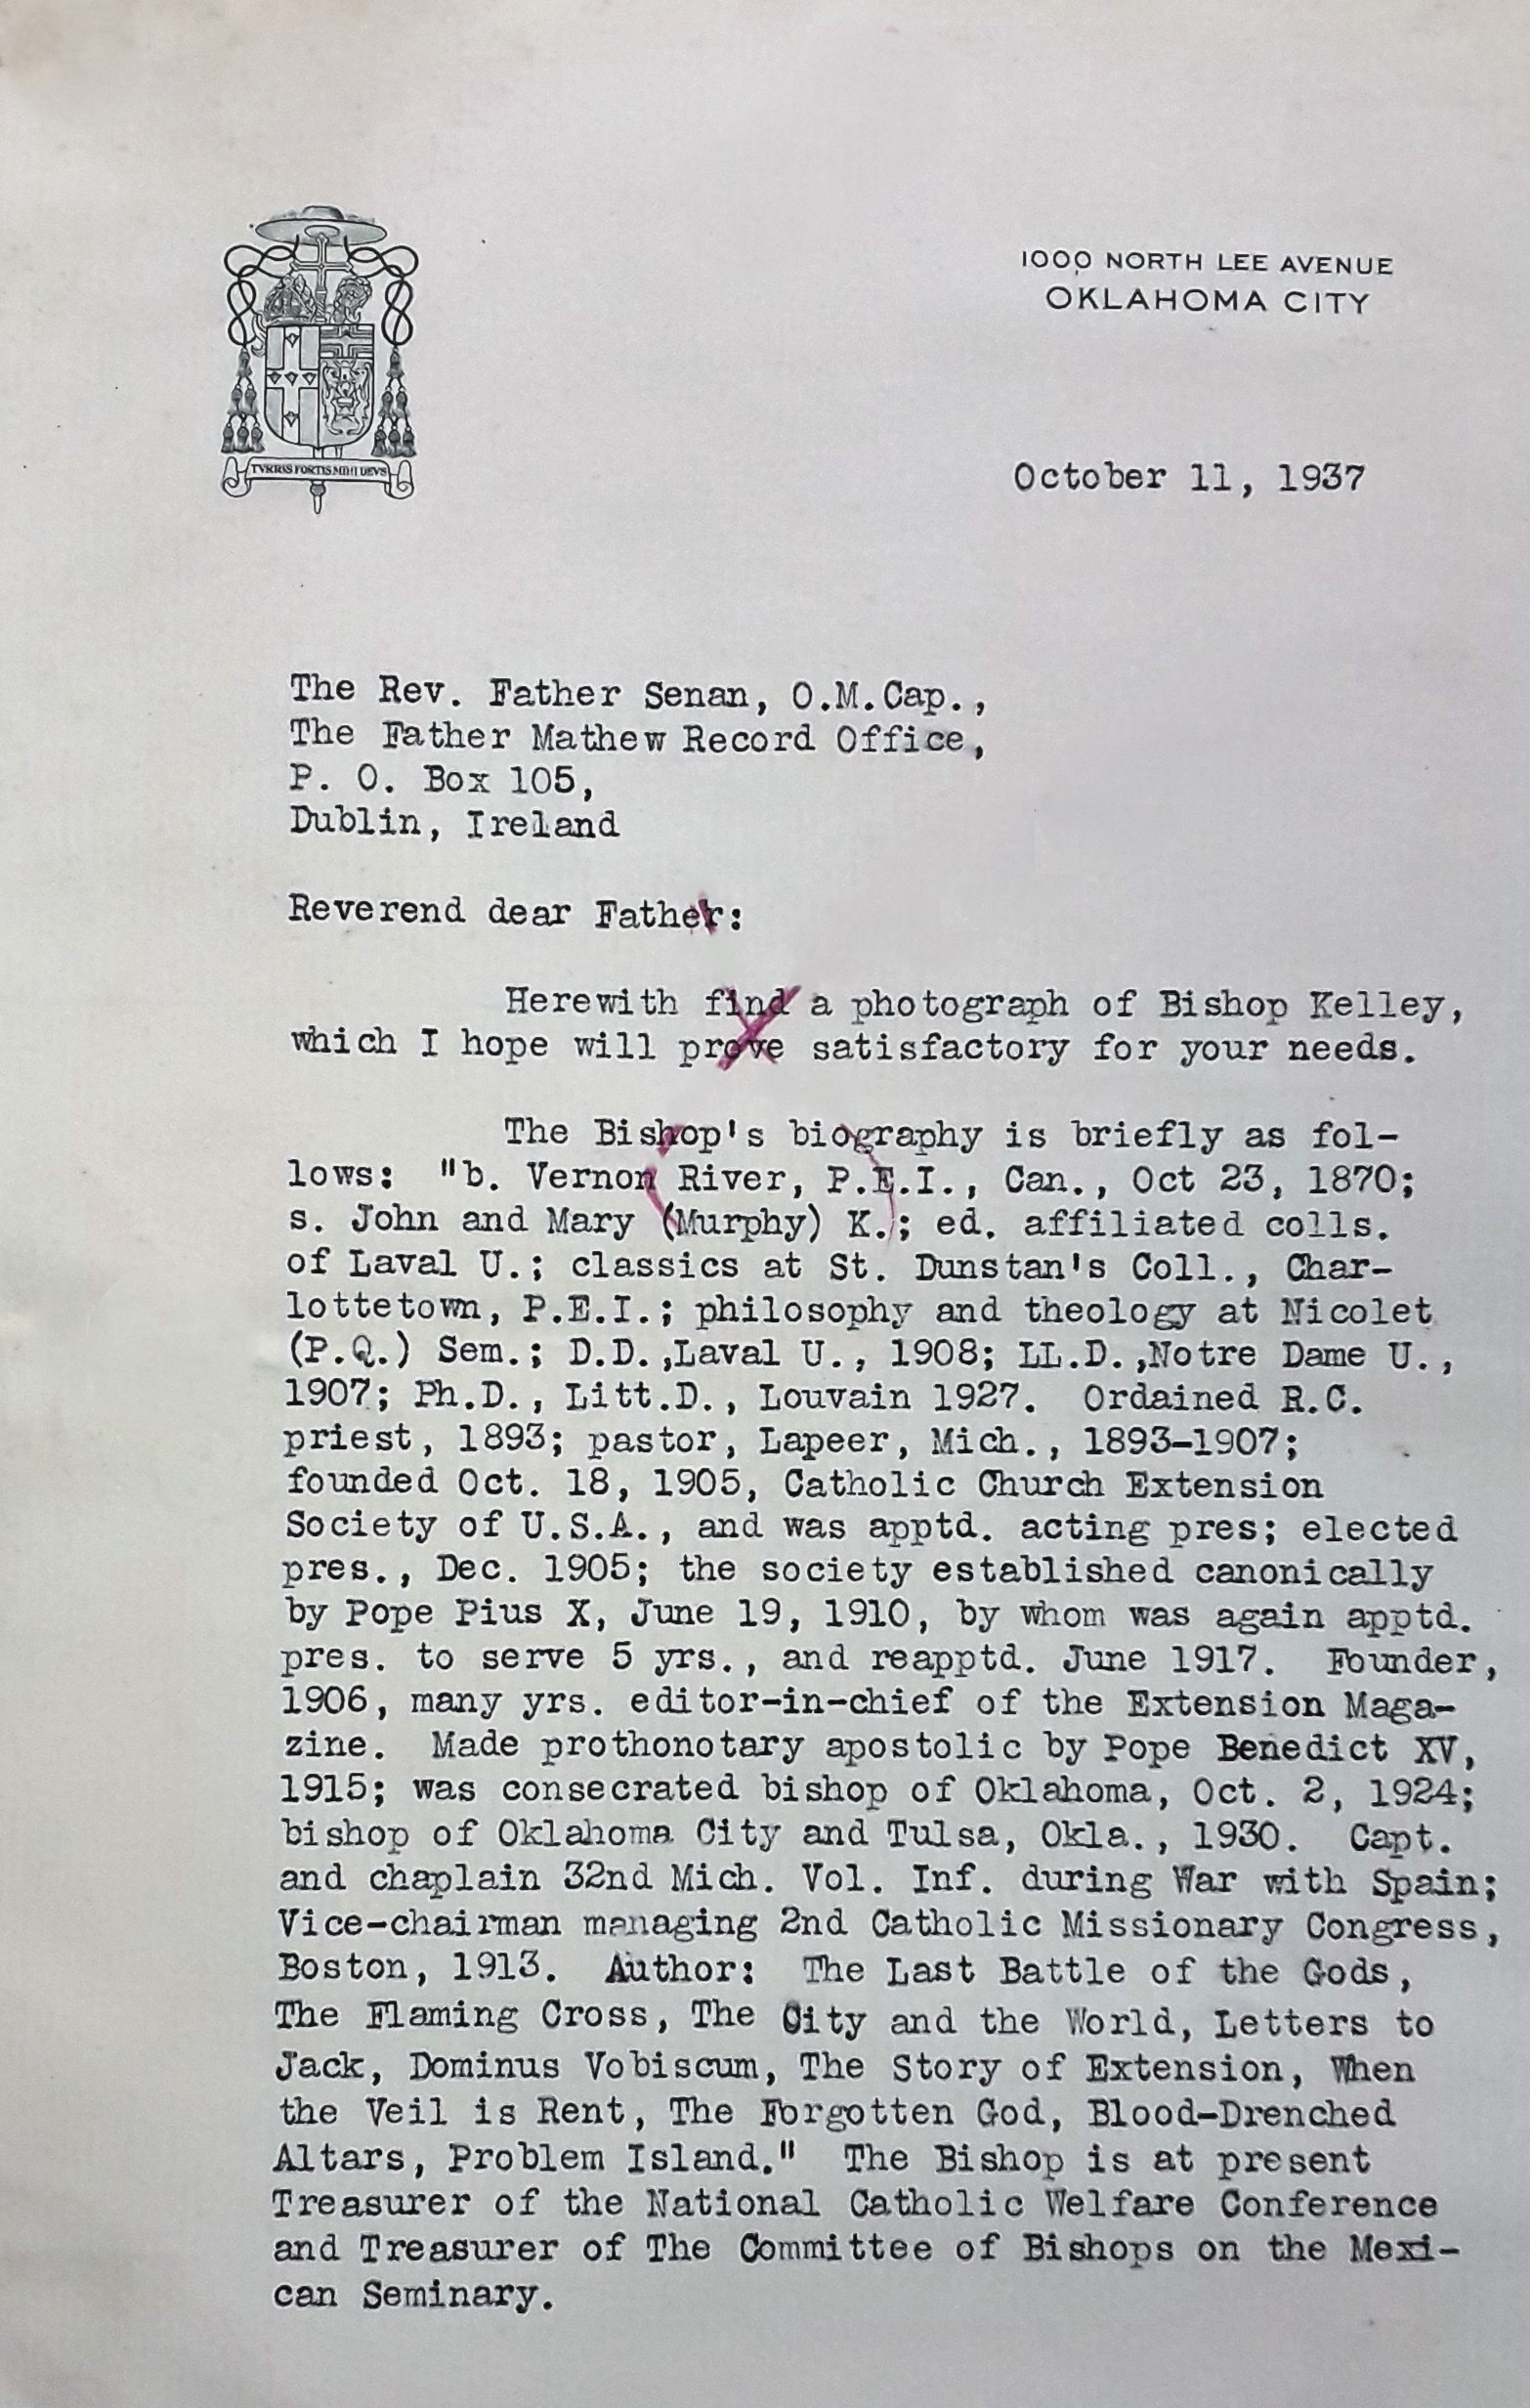 1000 NORTH LEE AVENUE
OKLAHOMA CITY
TVRRIS FORTIS MIHI DEVS
October 11, 1937
The Rev. Father Senan, O.M.Cap.,
The Father Mathew Record Office,
P. O. Box 105,
Dublin, Ireland
Reverend dear Father:
Herewith find a photograph of Bishop Kelley,
which I hope will prove satisfactory for your needs.
The Bishop's biography is briefly as fol-
lows: "b. Vernon River, P.E.I., Can., Oct 23, 1870;
s. John and Mary (Murphy) K.; ed. affiliated colls.
of Laval U.; classics at St. Dunstan's Coll., Char-
lottetown, P.E.I.; philosophy and theology at Nicolet
(P.Q.) Sem.; D.D.,Laval U., 1908; LL.D.,Notre Dame U.,
1907; Ph.D., Litt.D., Louvain 1927. Ordained R.C.
priest, 1893; pastor, Lapeer, Mich., 1893-1907;
founded Oct. 18, 1905, Catholic Church Extension
Society of U.S.A., and was apptd. acting pres; elected
pres., Dec. 1905; the society established canonically
by Pope Pius X, June 19, 1910, by whom was again apptd.
pres. to serve 5 yrs., and reapptd. June 1917. Founder,
1906, many yrs. editor-in-chief of the Extension Maga-
zine. Made prothonotary apostolic by Pope Benedict XV,
1915; was consecrated bishop of Oklahoma, Oct. 2, 1924;
bishop of Oklahoma City and Tulsa, Okla., 1930. Capt.
and chaplain 32nd Mich. Vol. Inf. during War with Spain;
Vice-chairman managing 2nd Catholic Missionary Congress,
Boston, 1913. Author: The Last Battle of the Gods,
The Flaming Cross, The City and the World, Letters to
Jack, Dominus Vobiscum, The Story of Extension, When
the Veil is Rent, The Forgotten God, Blood-Drenched
Altars, Problem Island." The Bishop is at present
Treasurer of the National Catholic Welfare Conference
and Treasurer of The Committee of Bishops on the Mexi-
can Seminary.